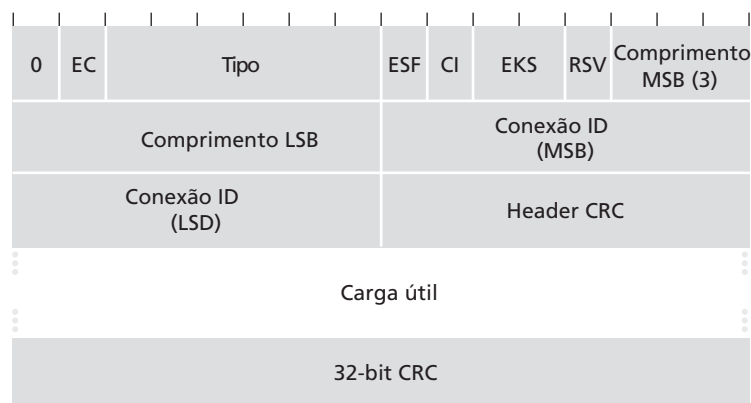 0 EC Tipo ESF CI EKS RSV Comprimento
MSB (3)
Comprimento LSB
Conexão ID
(MSB)
Conexão ID
(LSD)
Header CRC
Carga útil
32-bit CRC